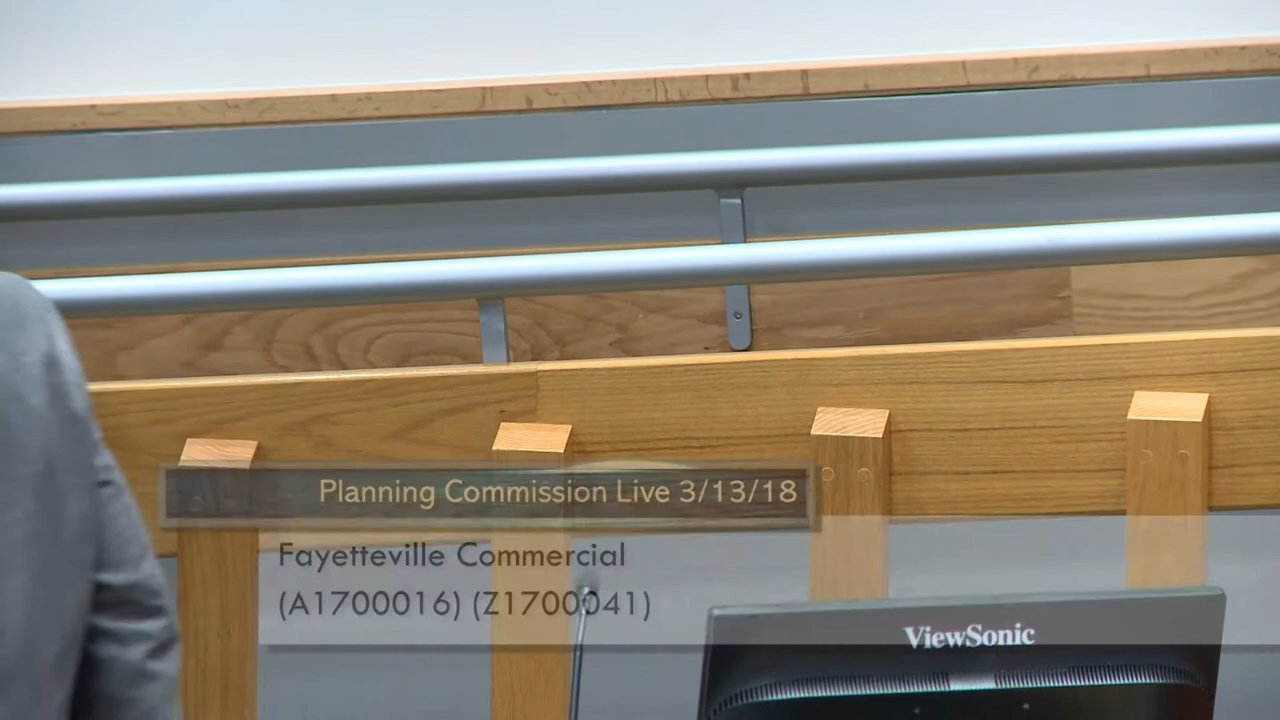 Planning Commission Live 3/13/18
Fayetteville Commercial
(A1700016) (Z1700041)
ViewSonic